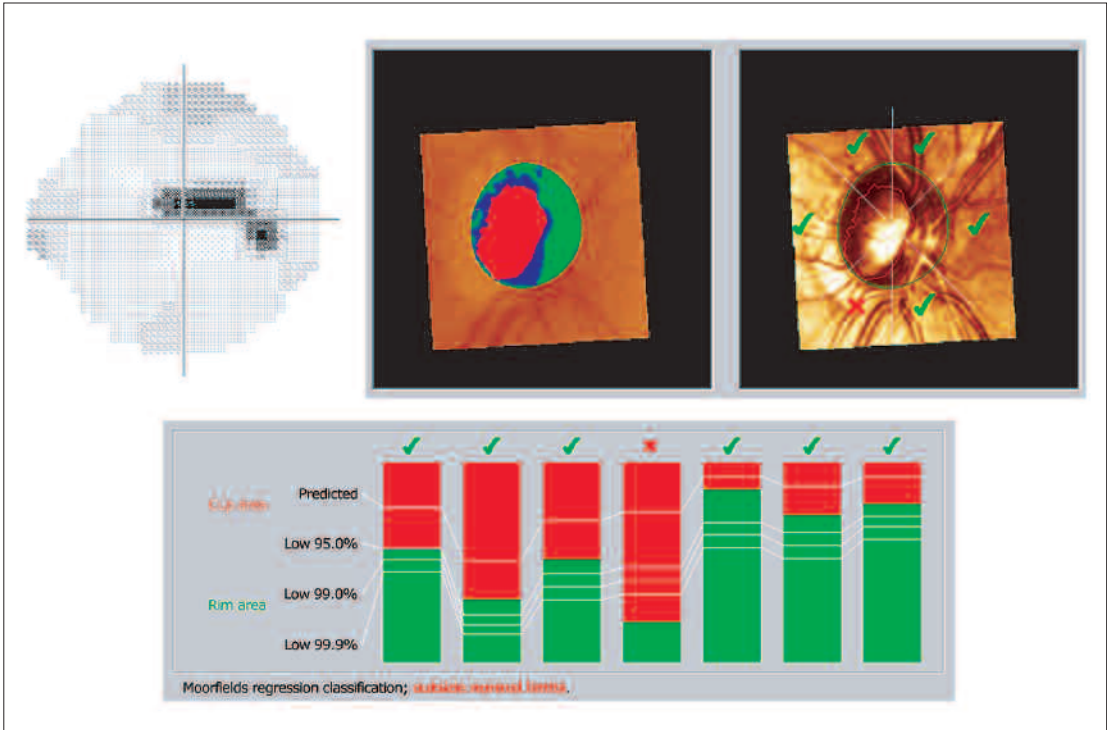 Predicted
Low 95.0%
Low 99.0%
Rim area
Low 99.9%
Moorfields regression classification;